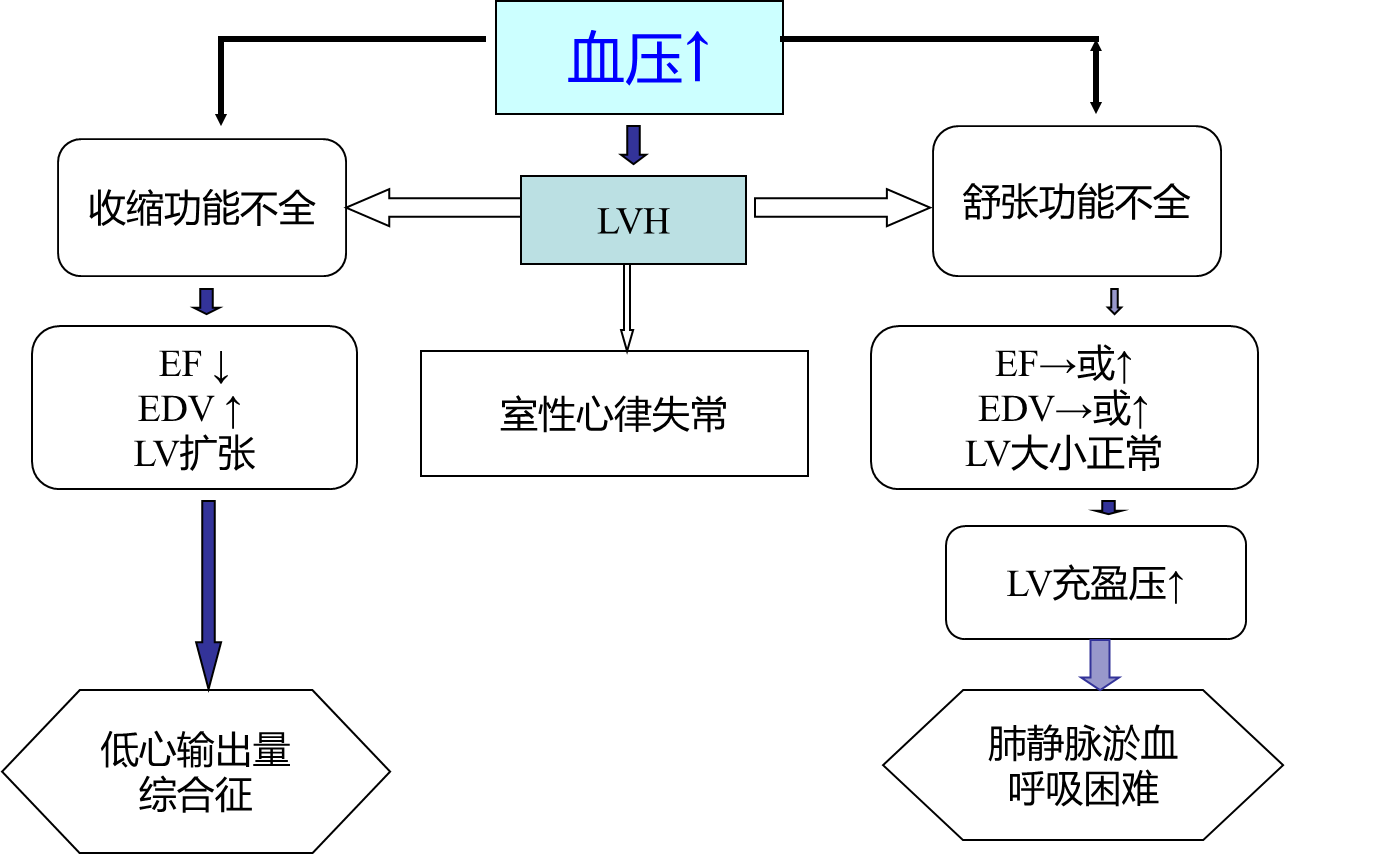 血压↑
收缩功能不全
LVH
舒张功能不全
EF ↓
EDV ↑
LV扩张
室性心律失常
EF→或↑
EDV→或↑
LV大小正常
LV充盈压↑
低心输出量
综合征
肺静脉淤血
呼吸困难